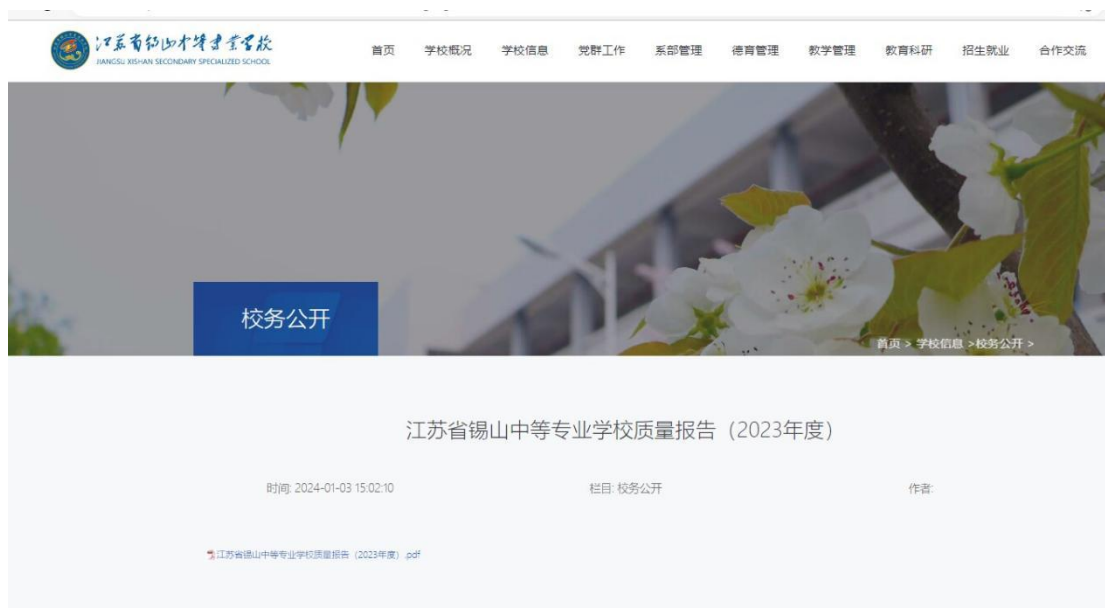 江苏省锡山中等专业学校
JIANGSU XISHAN SECONDARY SPECIALIZED SCHOOL
首页 学校概况 学校信息 党群工作 系部管理 德育管理 教学管理 教育科研 招生就业 合作交流
校务公开
首页 > 学校信息 >校务公开 >
江苏省锡山中等专业学校质量报告（2023年度）
时间: 2024-01-03 15:02:10 栏目: 校务公开 作者:
江苏省锡山中等专业学校质量报告（2023年度）.pdf